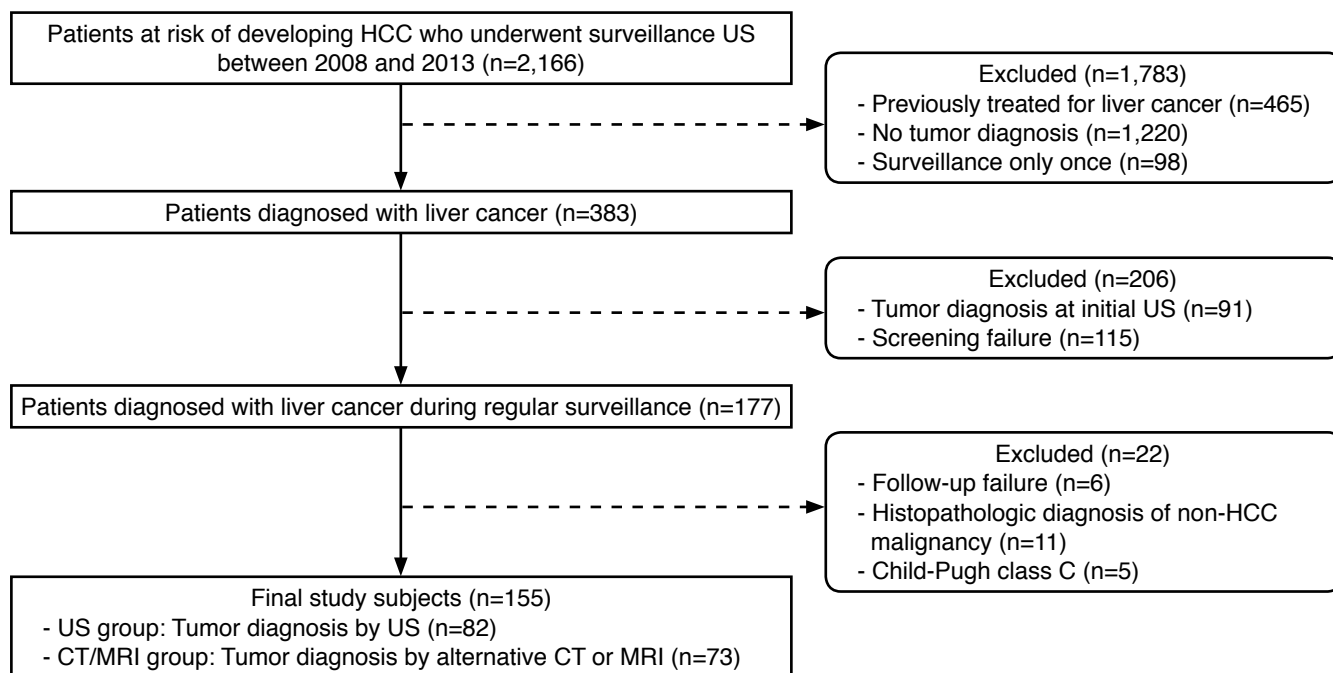 Patients at risk of developing HCC who underwent surveillance US
between 2008 and 2013 (n=2,166)
Excluded (n=1,783)
- Previously treated for liver cancer (n=465)
- No tumor diagnosis (n=1,220)
- Surveillance only once (n=98)
Patients diagnosed with liver cancer (n=383)
Excluded (n=206)
- Tumor diagnosis at initial US (n=91)
- Screening failure (n=115)
Patients diagnosed with liver cancer during regular surveillance (n=177)
Excluded (n=22)
- Follow-up failure (n=6)
- Histopathologic diagnosis of non-HCC
malignancy (n=11)
- Child-Pugh class C (n=5)
Final study subjects (n=155)
- US group: Tumor diagnosis by US (n=82)
- CT/MRI group: Tumor diagnosis by alternative CT or MRI (n=73)